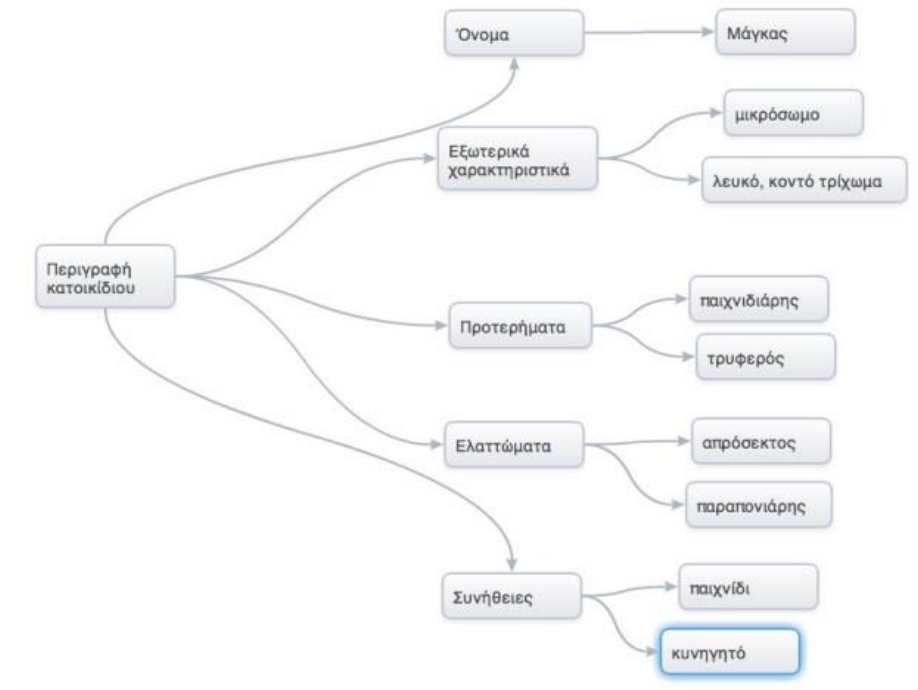 Όνομα
Μάγκας
μικρόσωμο
Εξωτερικά
χαρακτηριστικά
λευκό, κοντό τρίχωμα
Περιγραφή
κατοικίδιου
παιχνιδιάρης
Προτερήματα
τρυφερός
απρόσεκτος
Ελαττώματα
παραπονιάρης
παιχνίδι
Συνήθειες
κυνηγητό